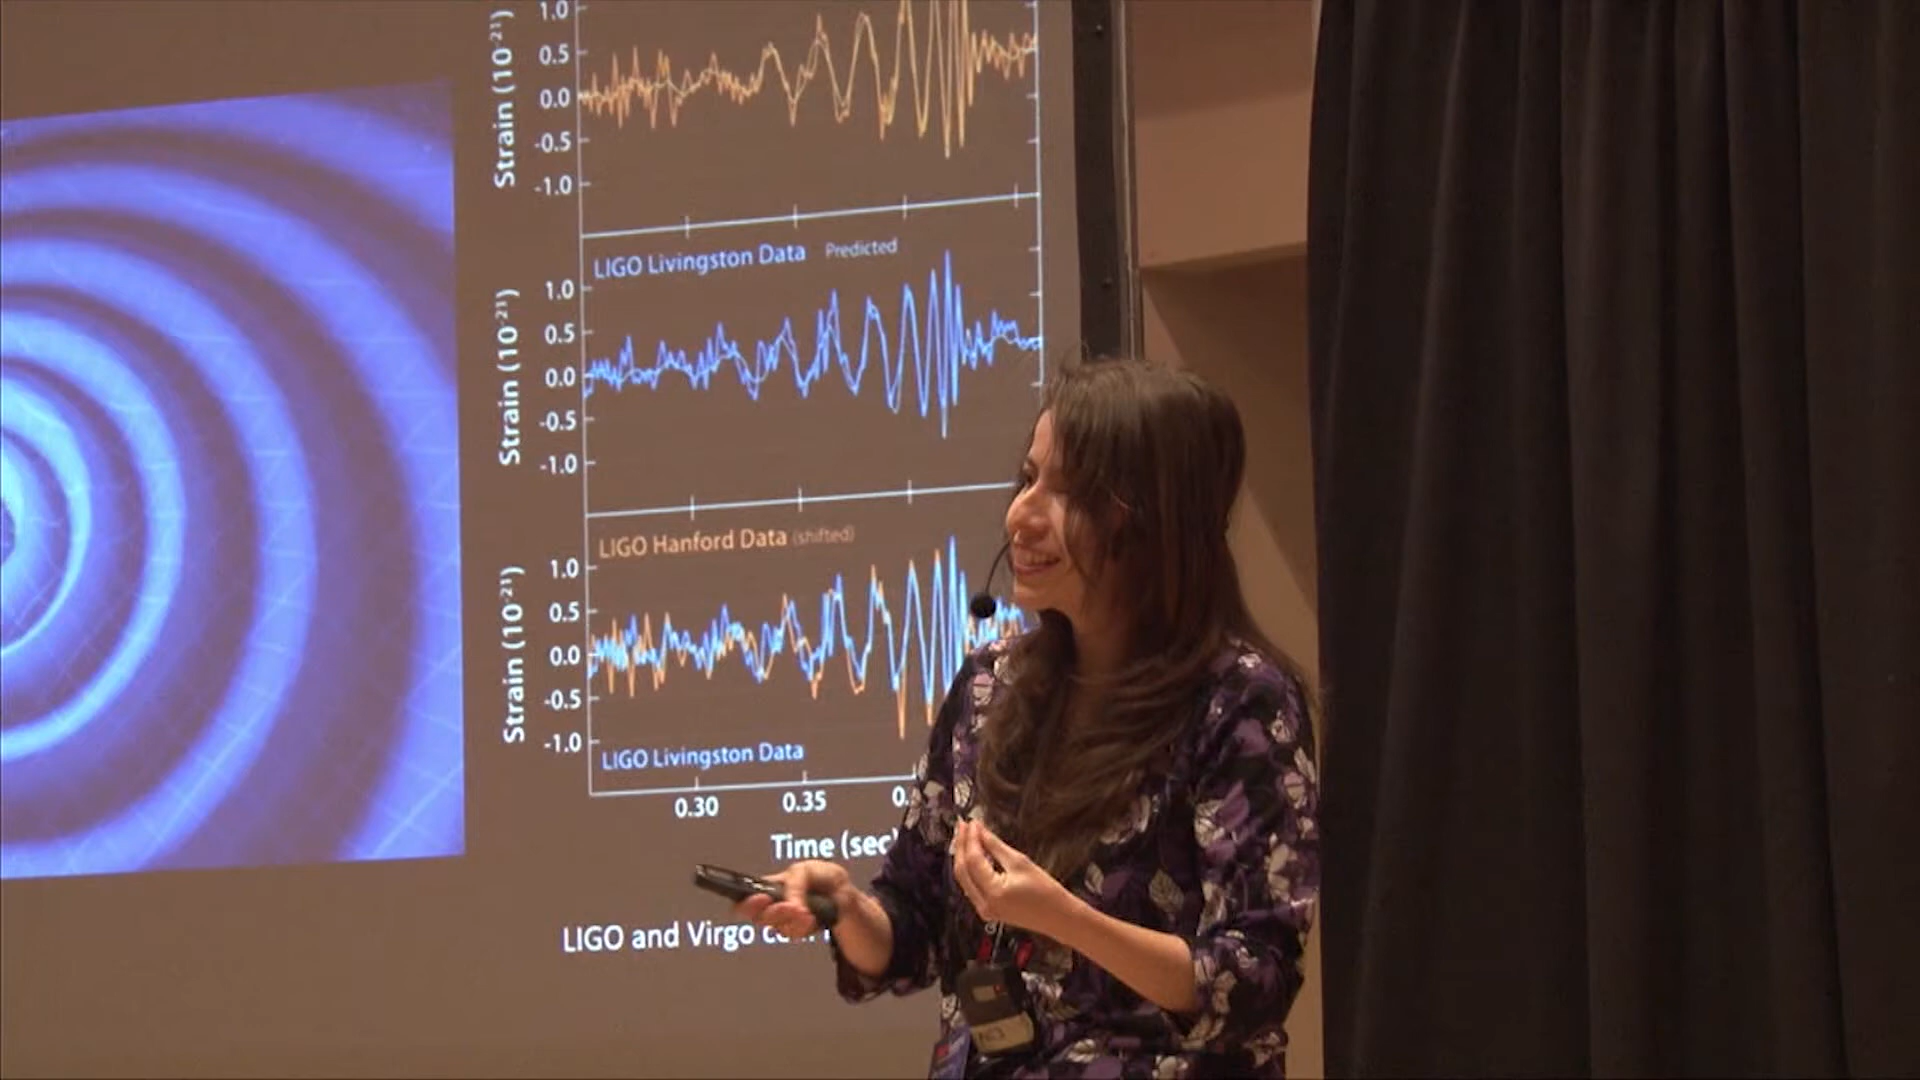 Strain (10⁻²¹)
1.0
0.5
0.0
-0.5
-1.0
LIGO Livingston Data Predicted
Strain (10⁻²¹)
1.0
0.5
0.0
-0.5
-1.0
LIGO Hanford Data (shifted)
Strain (10⁻²¹)
1.0
0.5
0.0
-0.5
-1.0
LIGO Livingston Data
0.30 0.35 0.
Time (sec)
LIGO and Virgo